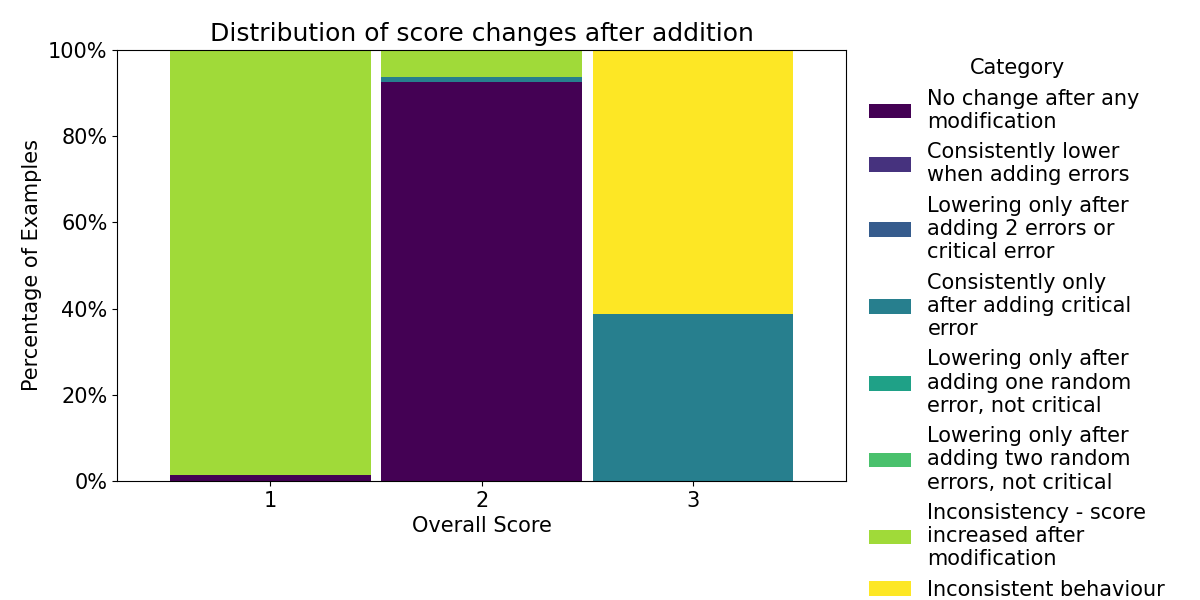 Distribution of score changes after addition
100%
80%
60%
40%
20%
0%
Percentage of Examples
1
2
3
Overall Score
Category
No change after any
modification
Consistently lower
when adding errors
Lowering only after
adding 2 errors or
critical error
Consistently only
after adding critical
error
Lowering only after
adding one random
error, not critical
Lowering only after
adding two random
errors, not critical
Inconsistency - score
increased after
modification
Inconsistent behaviour